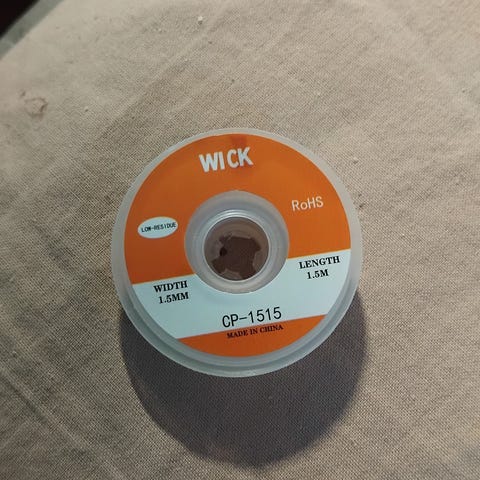 WICK
RoHS
LOW-RESIDUE
WIDTH
1.5MM
LENGTH
1.5M
CP-1515
MADE IN CHINA